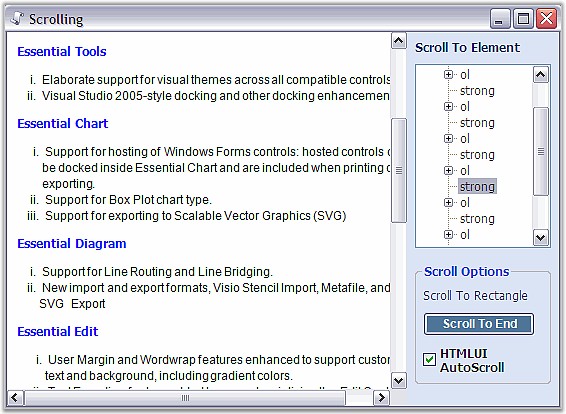 Scrolling
Essential Tools
i. Elaborate support for visual themes across all compatible controls
ii. Visual Studio 2005-style docking and other docking enhancemen
Essential Chart
i. Support for hosting of Windows Forms controls: hosted controls
be docked inside Essential Chart and are included when printing
exporting.
ii. Support for Box Plot chart type.
iii. Support for exporting to Scalable Vector Graphics (SVG)
Essential Diagram
i. Support for Line Routing and Line Bridging.
ii. New import and export formats, Visio Stencil Import, Metafile, and
SVG Export
Essential Edit
i. User Margin and Wordwrap features enhanced to support custor
text and background, including gradient colors.
Scroll To Element
ol
strong
ol
strong
ol
strong
ol
strong
ol
strong
ol
Scroll Options
Scroll To Rectangle
Scroll To End
HTMLUI
AutoScroll